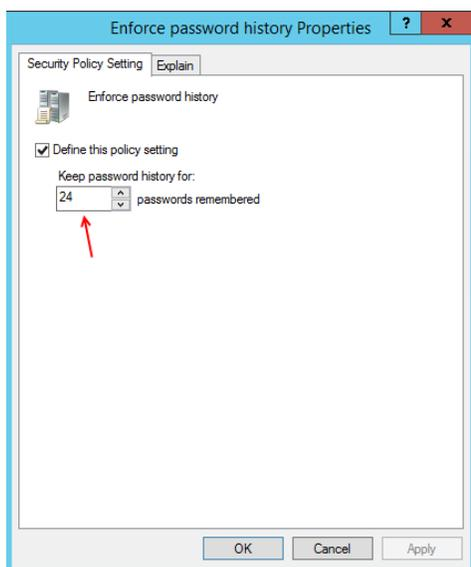 Enforce password history Properties ? x
Security Policy Setting Explain
Enforce password history
Define this policy setting
Keep password history for:
24 passwords remembered
OK Cancel Apply